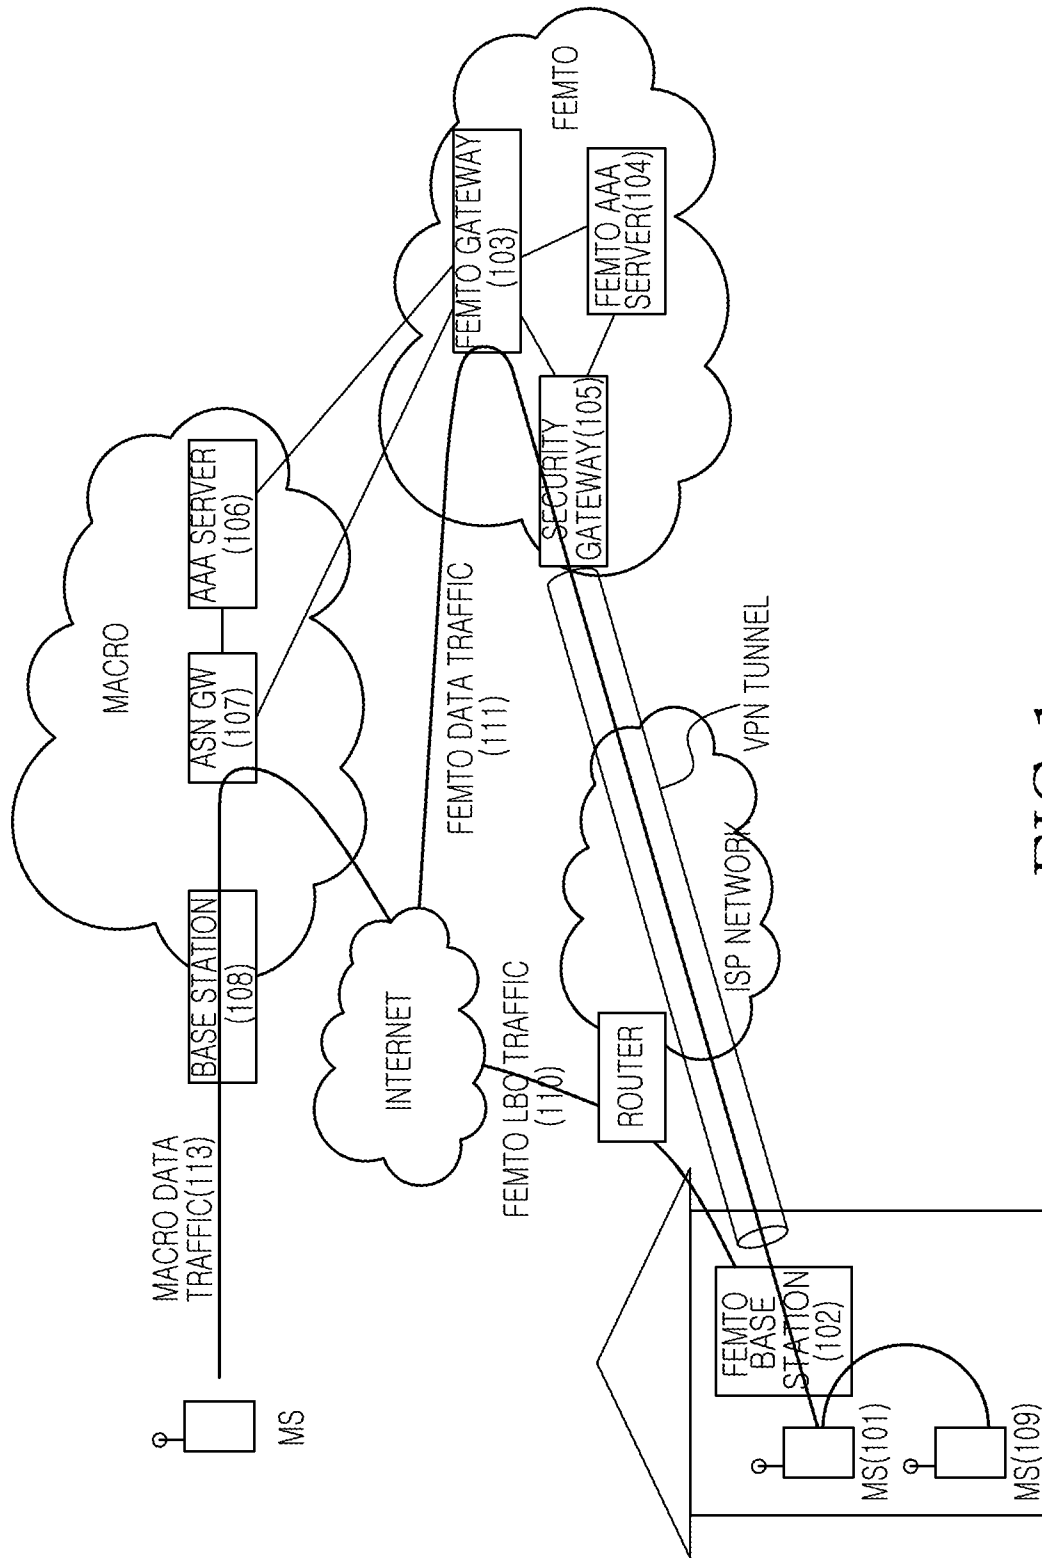 MACRO DATA
TRAFFIC(113)
MS
BASE STATION
(108)
MACRO
ASN GW
(107)
AAA SERVER
(106)
INTERNET
FEMTO DATA TRAFFIC
(111)
FEMTO GATEWAY
(103)
FEMTO
FEMTO AAA
SERVER(104)
SECURITY
GATEWAY(105)
FEMTO LBO TRAFFIC
(110)
ROUTER
ISP NETWORK
VPN TUNNEL
FEMTO
BASE
STATION
(102)
MS(101)
MS(109)